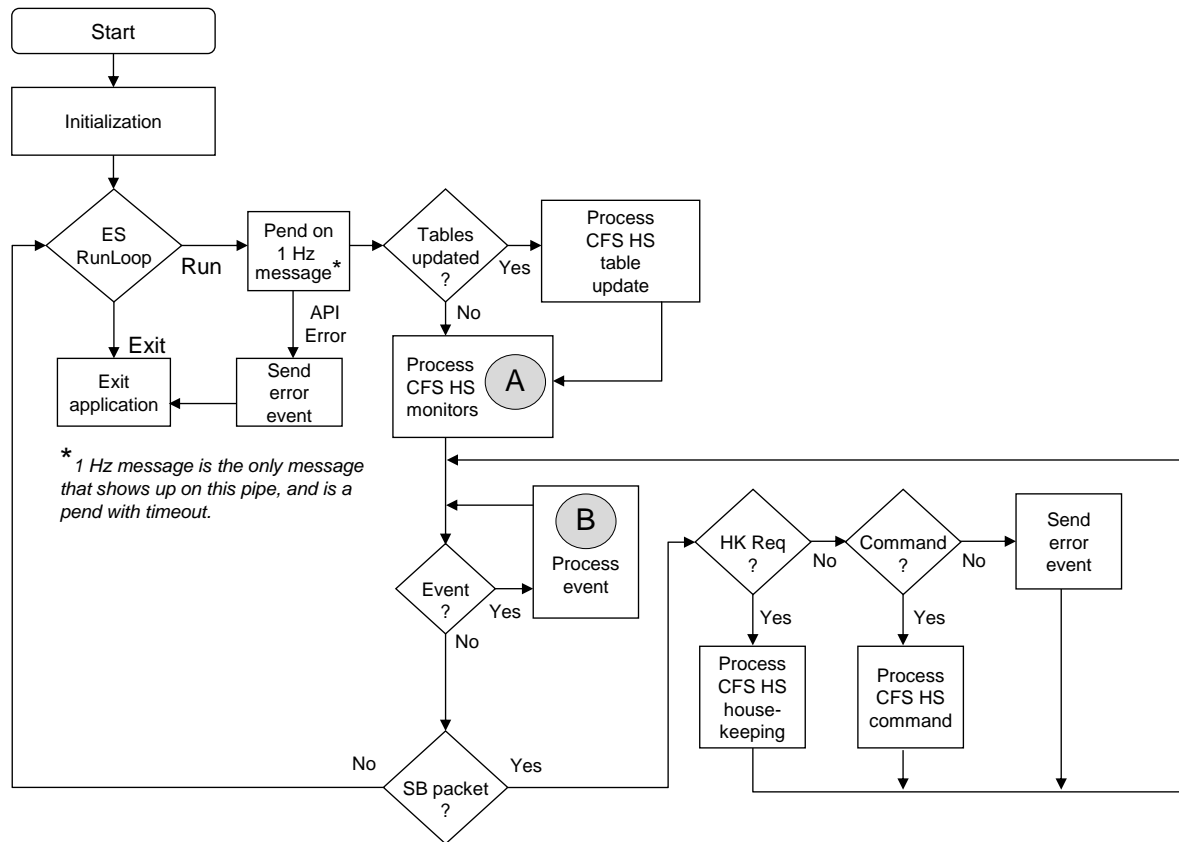 Start
Initialization
ES
RunLoop
Run
Exit
Pend on
1 Hz
message*
API
Error
Exit
application
Send
error
event
Tables
updated
?
Yes
No
Process
CFS HS
table
update
Process
CFS HS
monitors
A
* 1 Hz message is the only message
that shows up on this pipe, and is a
pend with timeout.
B
Process
event
Event
?
Yes
No
HK Req
?
No
Yes
Command
?
No
Yes
Send
error
event
Process
CFS HS
house-
keeping
Process
CFS HS
command
No
SB packet
?
Yes